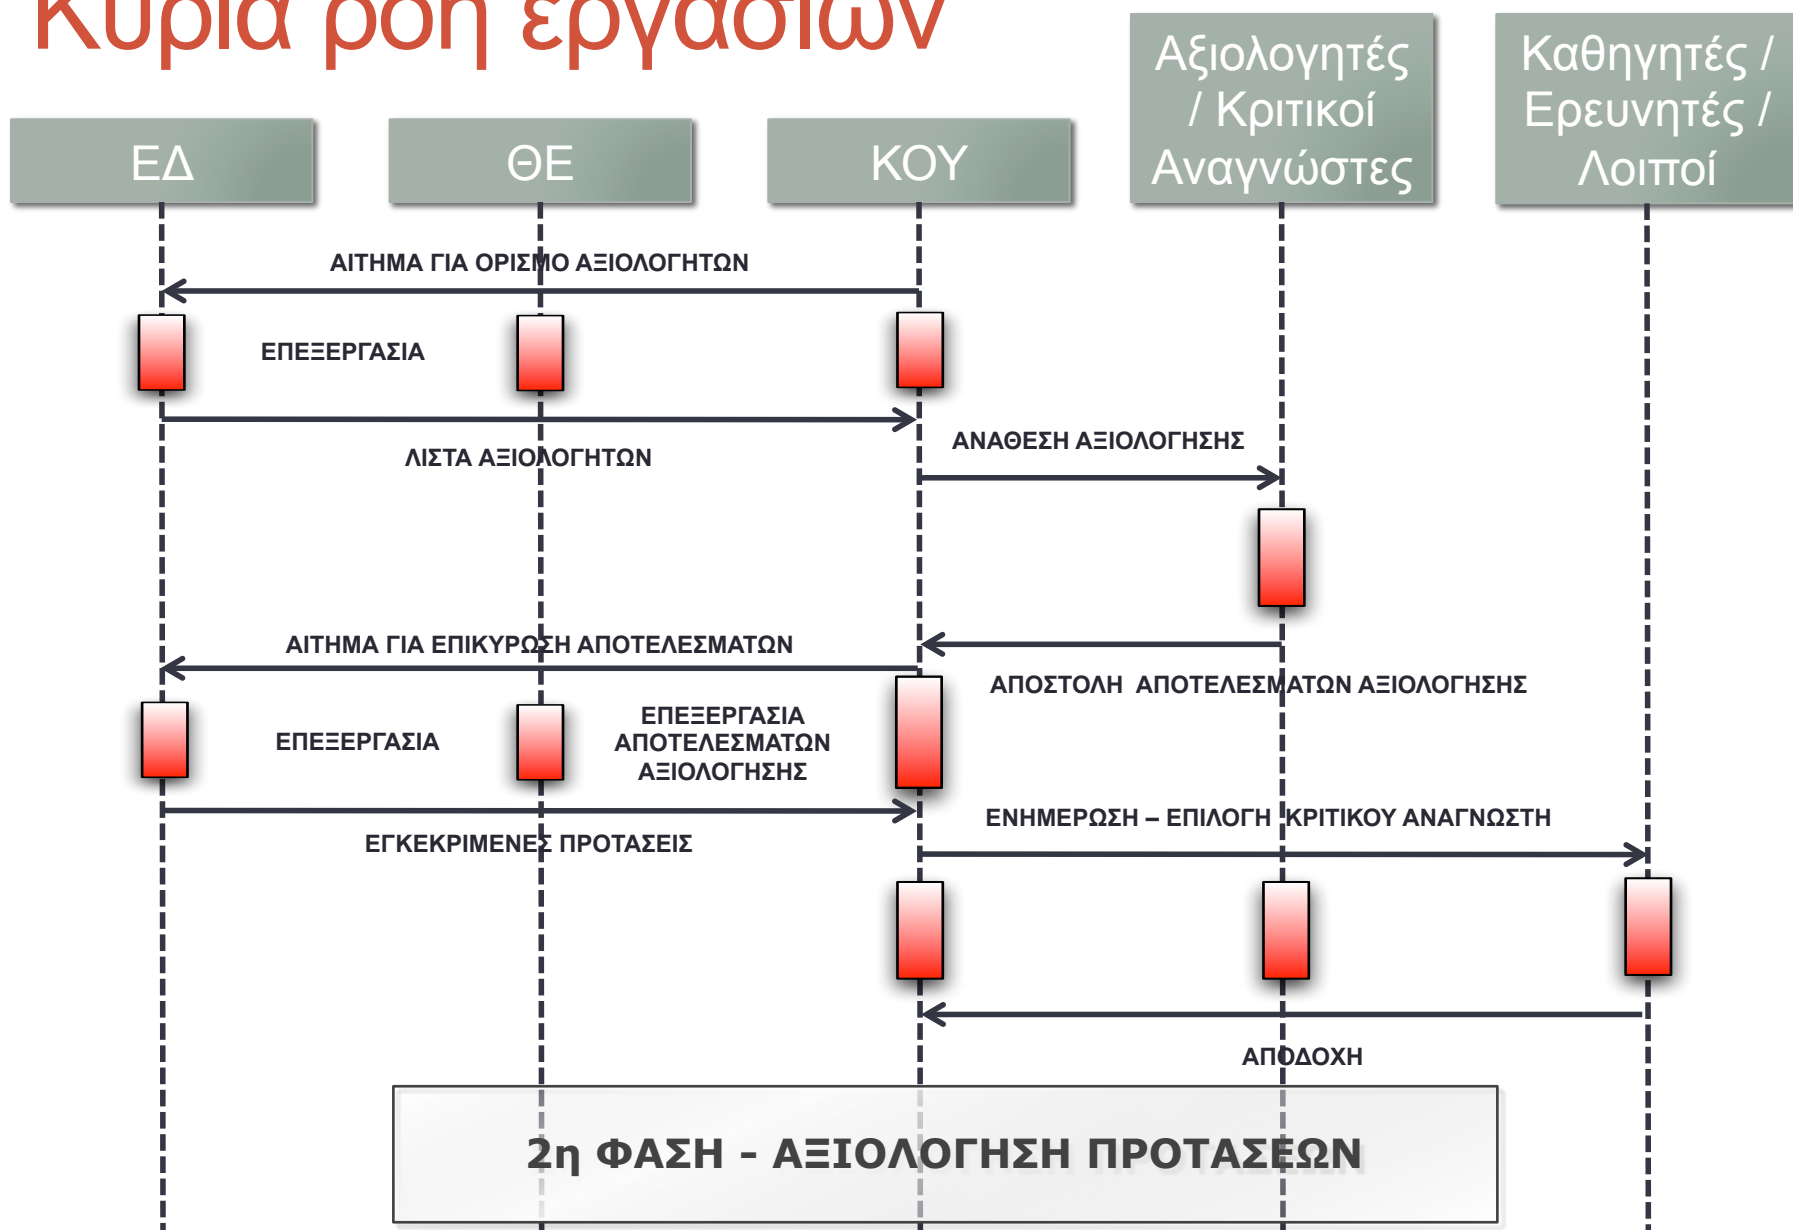 Κύρια ροή εργασιών
Αξιολογητές
/ Κριτικοί
Αναγνώστες
Καθηγητές /
Ερευνητές /
Λοιποί
ΕΔ
ΘΕ
ΚΟΥ
ΑΙΤΗΜΑ ΓΙΑ ΟΡΙΣΜΟ ΑΞΙΟΛΟΓΗΤΩΝ
ΕΠΕΞΕΡΓΑΣΙΑ
ΛΙΣΤΑ ΑΞΙΟΛΟΓΗΤΩΝ
ΑΝΑΘΕΣΗ ΑΞΙΟΛΟΓΗΣΗΣ
ΑΙΤΗΜΑ ΓΙΑ ΕΠΙΚΥΡΩΣΗ ΑΠΟΤΕΛΕΣΜΑΤΩΝ
ΑΠΟΣΤΟΛΗ ΑΠΟΤΕΛΕΣΜΑΤΩΝ ΑΞΙΟΛΟΓΗΣΗΣ
ΕΠΕΞΕΡΓΑΣΙΑ
ΕΠΕΞΕΡΓΑΣΙΑ
ΑΠΟΤΕΛΕΣΜΑΤΩΝ
ΑΞΙΟΛΟΓΗΣΗΣ
ΕΓΚΕΚΡΙΜΕΝΕΣ ΠΡΟΤΑΣΕΙΣ
ΕΝΗΜΕΡΩΣΗ – ΕΠΙΛΟΓΗ ΚΡΙΤΙΚΟΥ ΑΝΑΓΝΩΣΤΗ
ΑΠΟΔΟΧΗ
2η ΦΑΣΗ - ΑΞΙΟΛΟΓΗΣΗ ΠΡΟΤΑΣΕΩΝ